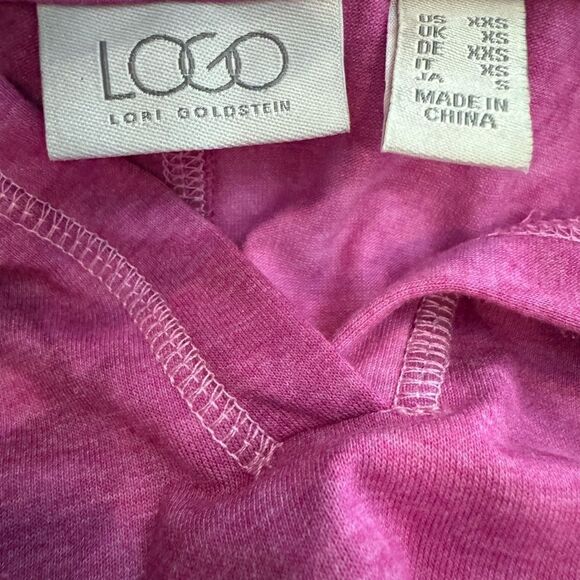 LOGO
LORI GOLDSTEIN
US XXS
UK XS
DE XXS
IT XS
JA S
MADE IN
CHINA